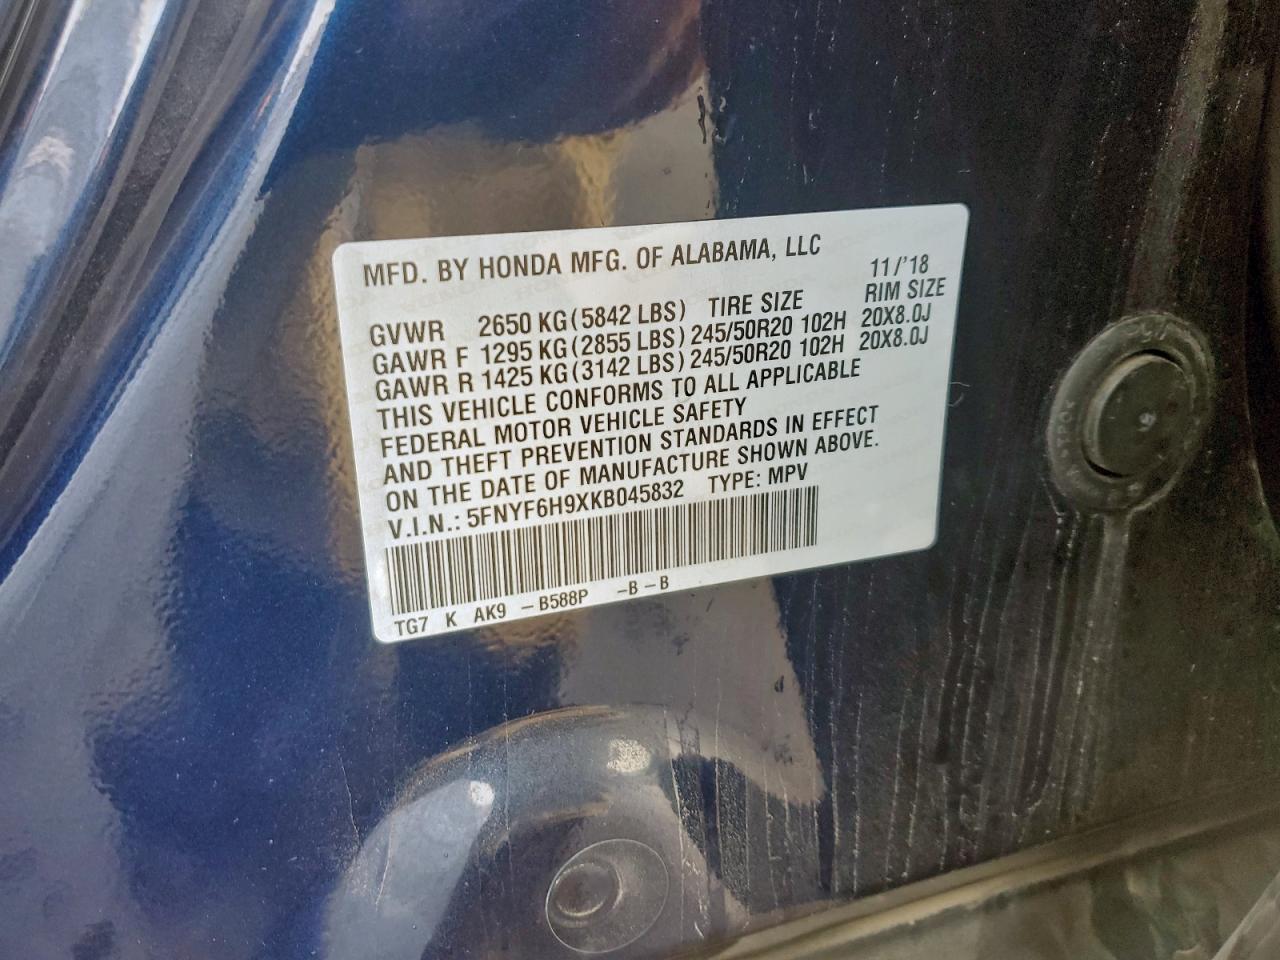 MFD. BY HONDA MFG. OF ALABAMA, LLC
11/'18
GVWR 2650 KG (5842 LBS) TIRE SIZE RIM SIZE
GAWR F 1295 KG (2855 LBS) 245/50R20 102H 20X8.0J
GAWR R 1425 KG (3142 LBS) 245/50R20 102H 20X8.0J
THIS VEHICLE CONFORMS TO ALL APPLICABLE
FEDERAL MOTOR VEHICLE SAFETY
AND THEFT PREVENTION STANDARDS IN EFFECT
ON THE DATE OF MANUFACTURE SHOWN ABOVE.
V.I.N.: 5FNYF6H9XKB045832 TYPE: MPV
TG7 K AK9 -B588P -B-B